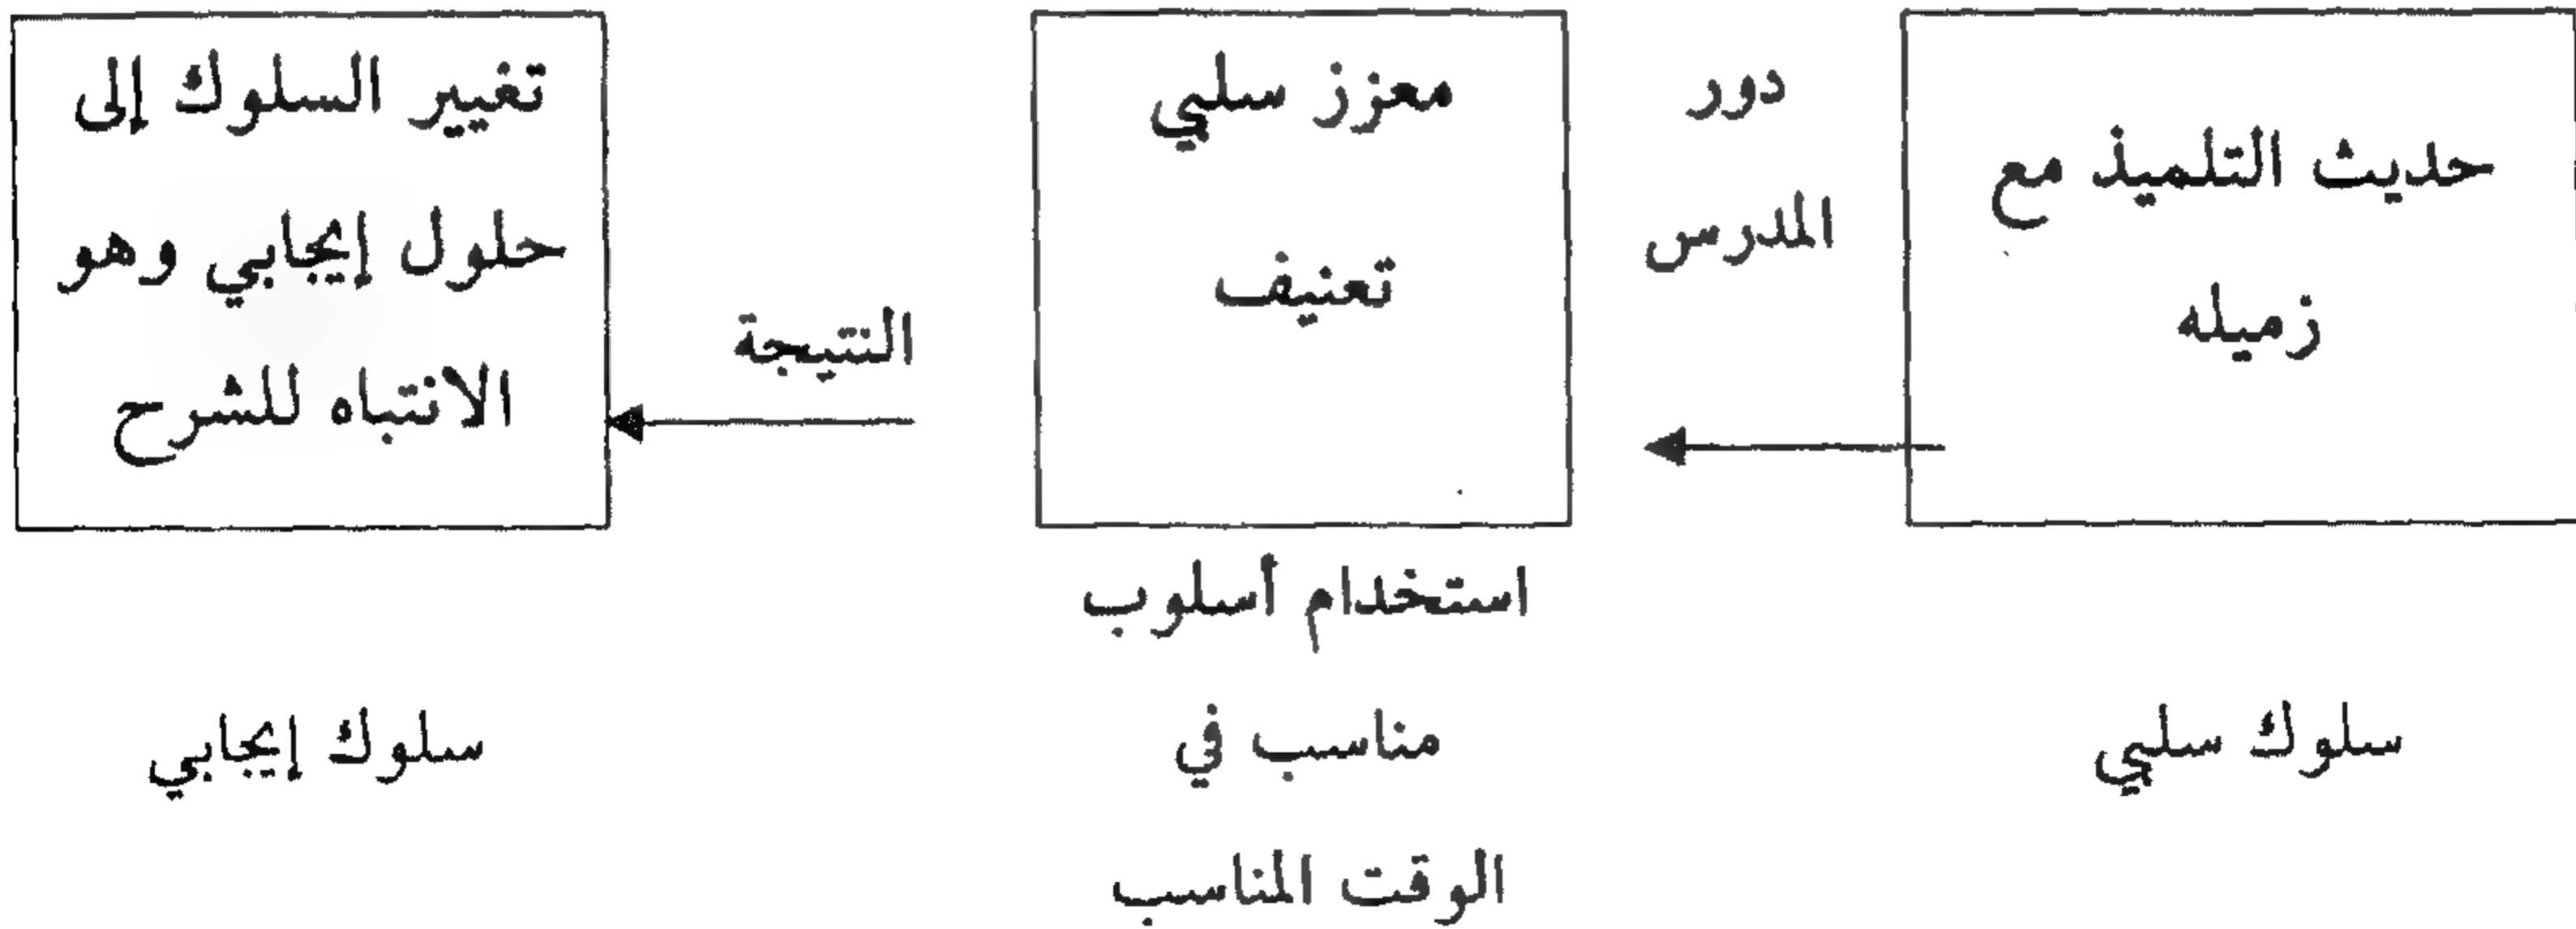 حديث التلميذ مع
زميله
سلوك سلبي
دور
المدرس
معزز سلبي
تعنيف
استخدام أسلوب
مناسب في
الوقت المناسب
النتيجة
تغيير السلوك إلى
حلول إيجابي وهو
الانتباه للشرح
سلوك إيجابي